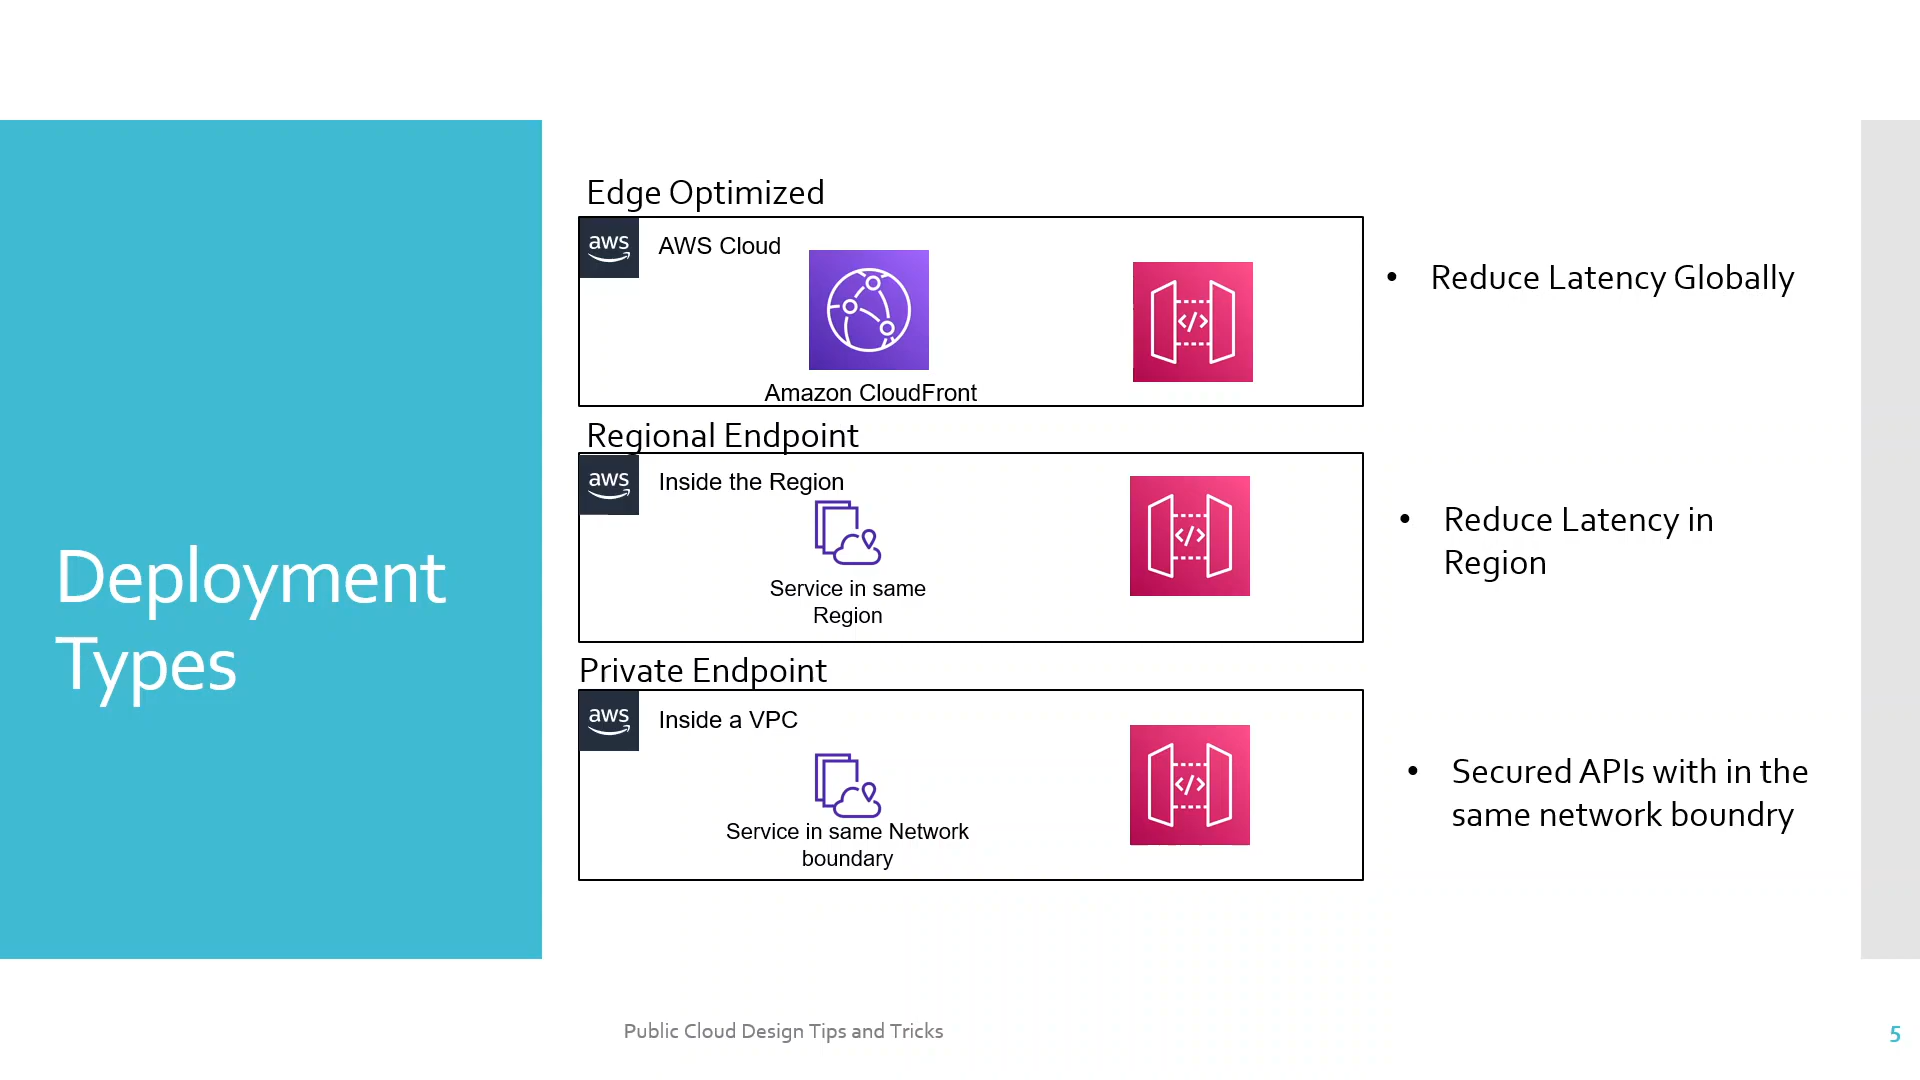 Deployment
Types
Edge Optimized
aws
AWS Cloud
Amazon CloudFront
</>
• Reduce Latency Globally
Regional Endpoint
aws
Inside the Region
Service in same
Region
</>
• Reduce Latency in
Region
Private Endpoint
aws
Inside a VPC
Service in same Network
boundary
</>
• Secured APIs with in the
same network boundry
Public Cloud Design Tips and Tricks
5